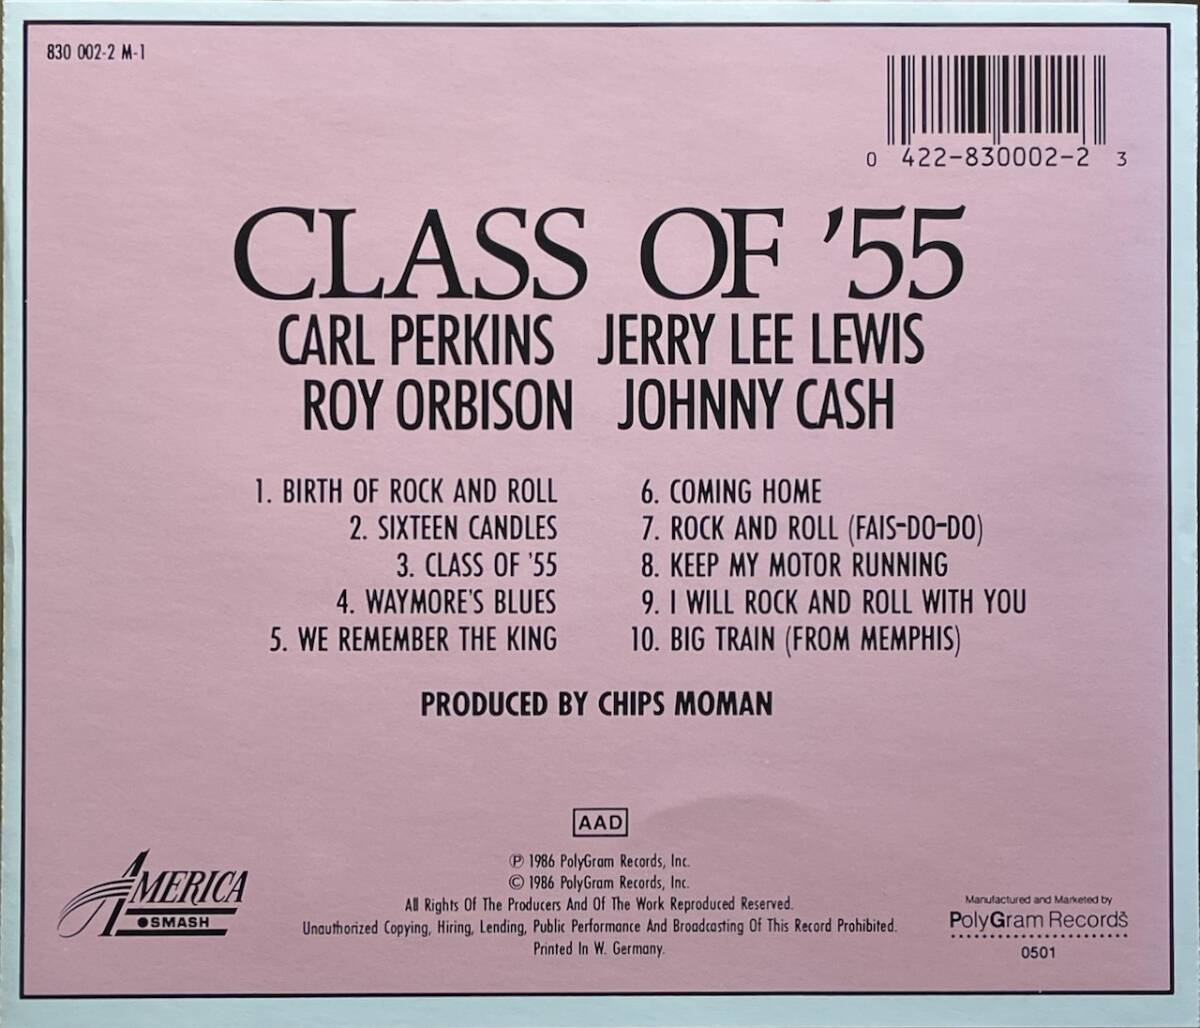 830 002-2 M-1
0 422-830002-2 3
CLASS OF '55
CARL PERKINS JERRY LEE LEWIS
ROY ORBISON JOHNNY CASH
1. BIRTH OF ROCK AND ROLL
2. SIXTEEN CANDLES
3. CLASS OF '55
4. WAYMORE'S BLUES
5. WE REMEMBER THE KING
6. COMING HOME
7. ROCK AND ROLL (FAIS-DO-DO)
8. KEEP MY MOTOR RUNNING
9. I WILL ROCK AND ROLL WITH YOU
10. BIG TRAIN (FROM MEMPHIS)
PRODUCED BY CHIPS MOMAN
AAD
℗ 1986 PolyGram Records, Inc.
© 1986 PolyGram Records, Inc.
All Rights Of The Producers And Of The Work Reproduced Reserved.
Unauthorized Copying, Hiring, Lending, Public Performance And Broadcasting Of This Record Prohibited.
Printed In W. Germany.
AMERICA
SMASH
Manufactured and Marketed by
PolyGram Records
0501